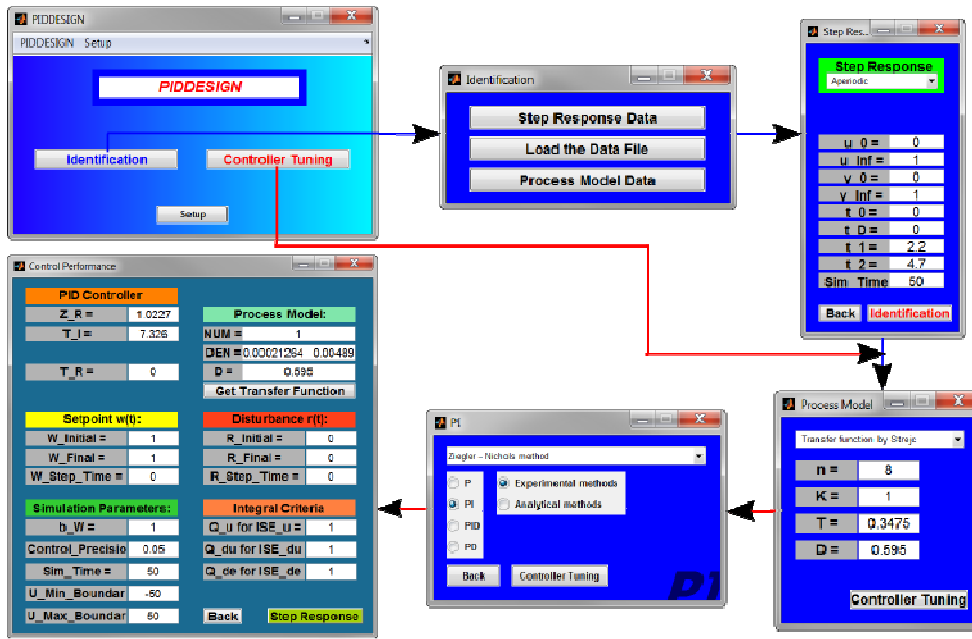 PIDDESIGN
PIDDESIGN Setup
PIDDESIGN
Identification
Controller Tuning
Setup
Identification
Step Response Data
Load the Data File
Process Model Data
Step Res...
Step Response
Aperiodic
u_0 = 0
u_Inf = 1
y_0 = 0
y_Inf = 1
t_0 = 0
t_D = 0
t_1 = 2.2
t_2 = 4.7
Sim_Time 50
Back Identification
Process Model
Transfer function by Strejc
n = 8
K = 1
T = 0.3475
D = 0.595
Controller Tuning
PI
Ziegler - Nichols method
P
PI
PID
PD
Experimental methods
Analytical methods
Back Controller Tuning
Control Performance
PID Controller
Z_R = 1.0227
T_I = 7.326
T_R = 0
Process Model:
NUM = 1
DEN = 0.00021264 0.00489
D = 0.595
Get Transfer Function
Setpoint w(t):
W_Initial = 1
W_Final = 1
W_Step_Time = 0
Disturbance r(t):
R_Initial = 0
R_Final = 0
R_Step_Time = 0
Simulation Parameters:
b_W = 1
Control_Precisio 0.05
Sim_Time = 50
U_Min_Boundar -50
U_Max_Boundar 50
Integral Criteria
Q_u for ISE_u = 1
Q_du for ISE_du 1
Q_de for ISE_de 1
Back Step Response